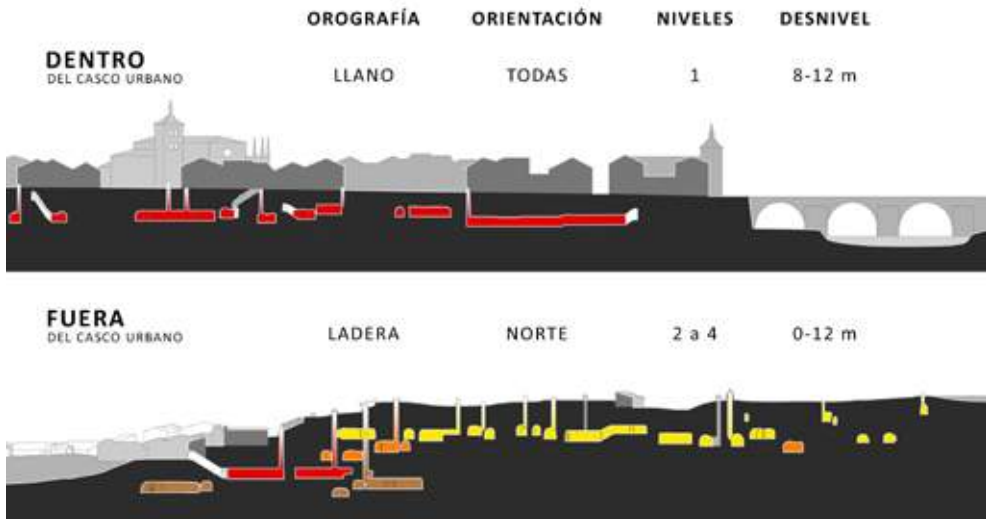 OROGRAFÍA ORIENTACIÓN NIVELES DESNIVEL
DENTRO
DEL CASCO URBANO
LLANO TODAS 1 8-12 m
FUERA
DEL CASCO URBANO
LADERA NORTE 2 a 4 0-12 m